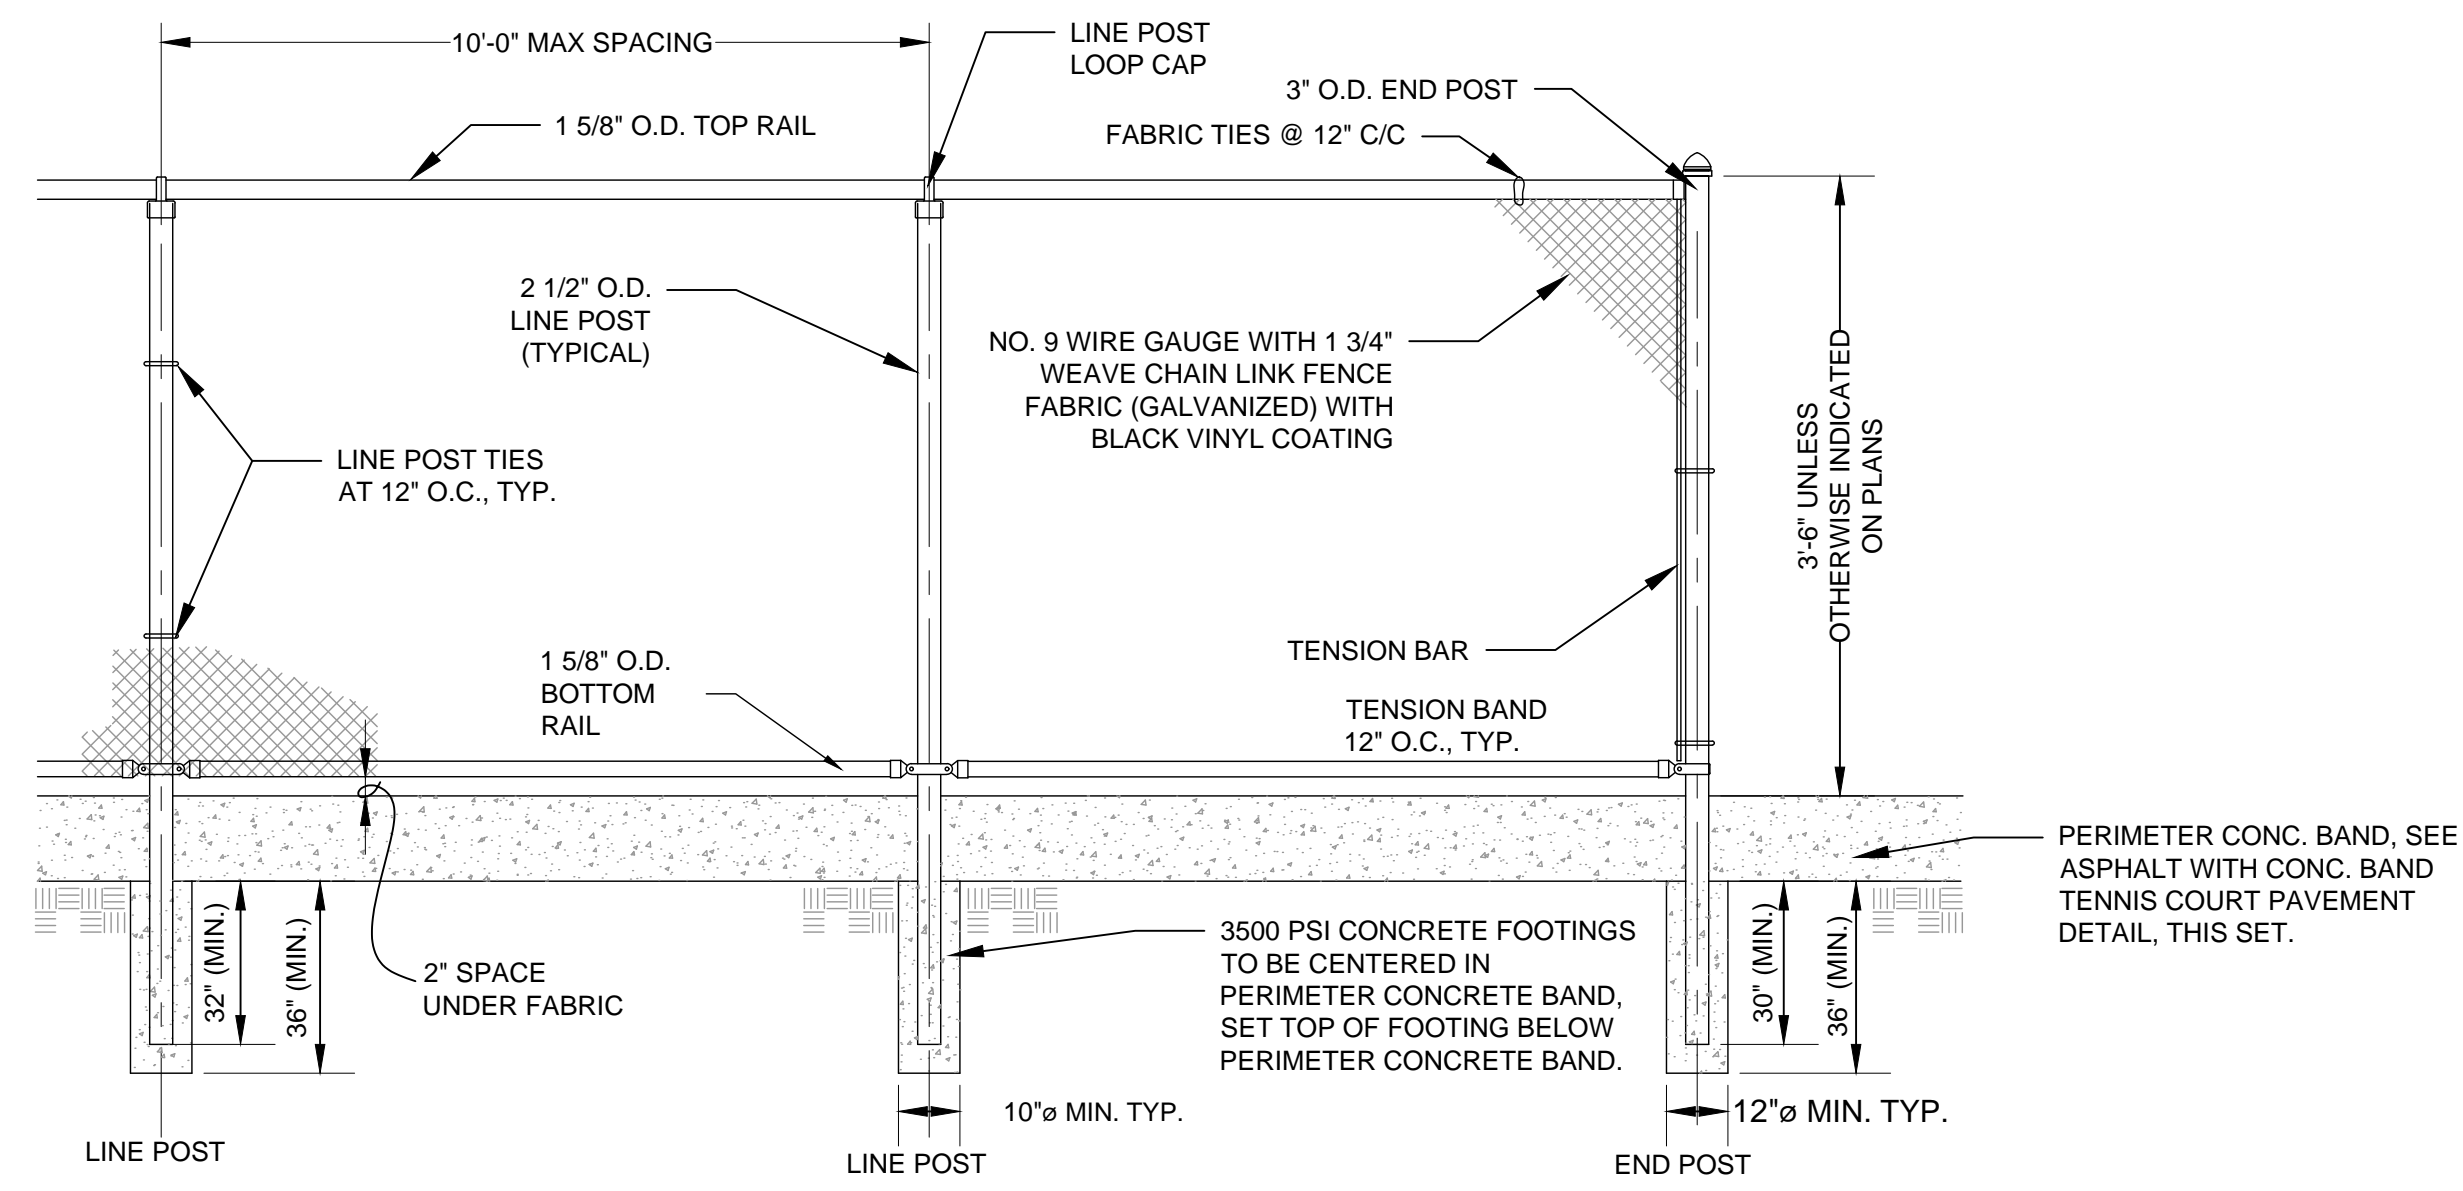 10'-0" MAX SPACING
LINE POST
LOOP CAP
3" O.D. END POST
1 5/8" O.D. TOP RAIL
FABRIC TIES @ 12" C/C
2 1/2" O.D.
LINE POST
(TYPICAL)
NO. 9 WIRE GAUGE WITH 1 3/4"
WEAVE CHAIN LINK FENCE
FABRIC (GALVANIZED) WITH
BLACK VINYL COATING
3'-6" UNLESS
OTHERWISE INDICATED
ON PLANS
LINE POST TIES
AT 12" O.C., TYP.
1 5/8" O.D.
BOTTOM
RAIL
TENSION BAR
TENSION BAND
12" O.C., TYP.
PERIMETER CONC. BAND, SEE
ASPHALT WITH CONC. BAND
TENNIS COURT PAVEMENT
DETAIL, THIS SET.
32" (MIN.)
36" (MIN.)
2" SPACE
UNDER FABRIC
3500 PSI CONCRETE FOOTINGS
TO BE CENTERED IN
PERIMETER CONCRETE BAND,
SET TOP OF FOOTING BELOW
PERIMETER CONCRETE BAND.
30" (MIN.)
36" (MIN.)
10"ø MIN. TYP.
12"ø MIN. TYP.
LINE POST
LINE POST
END POST